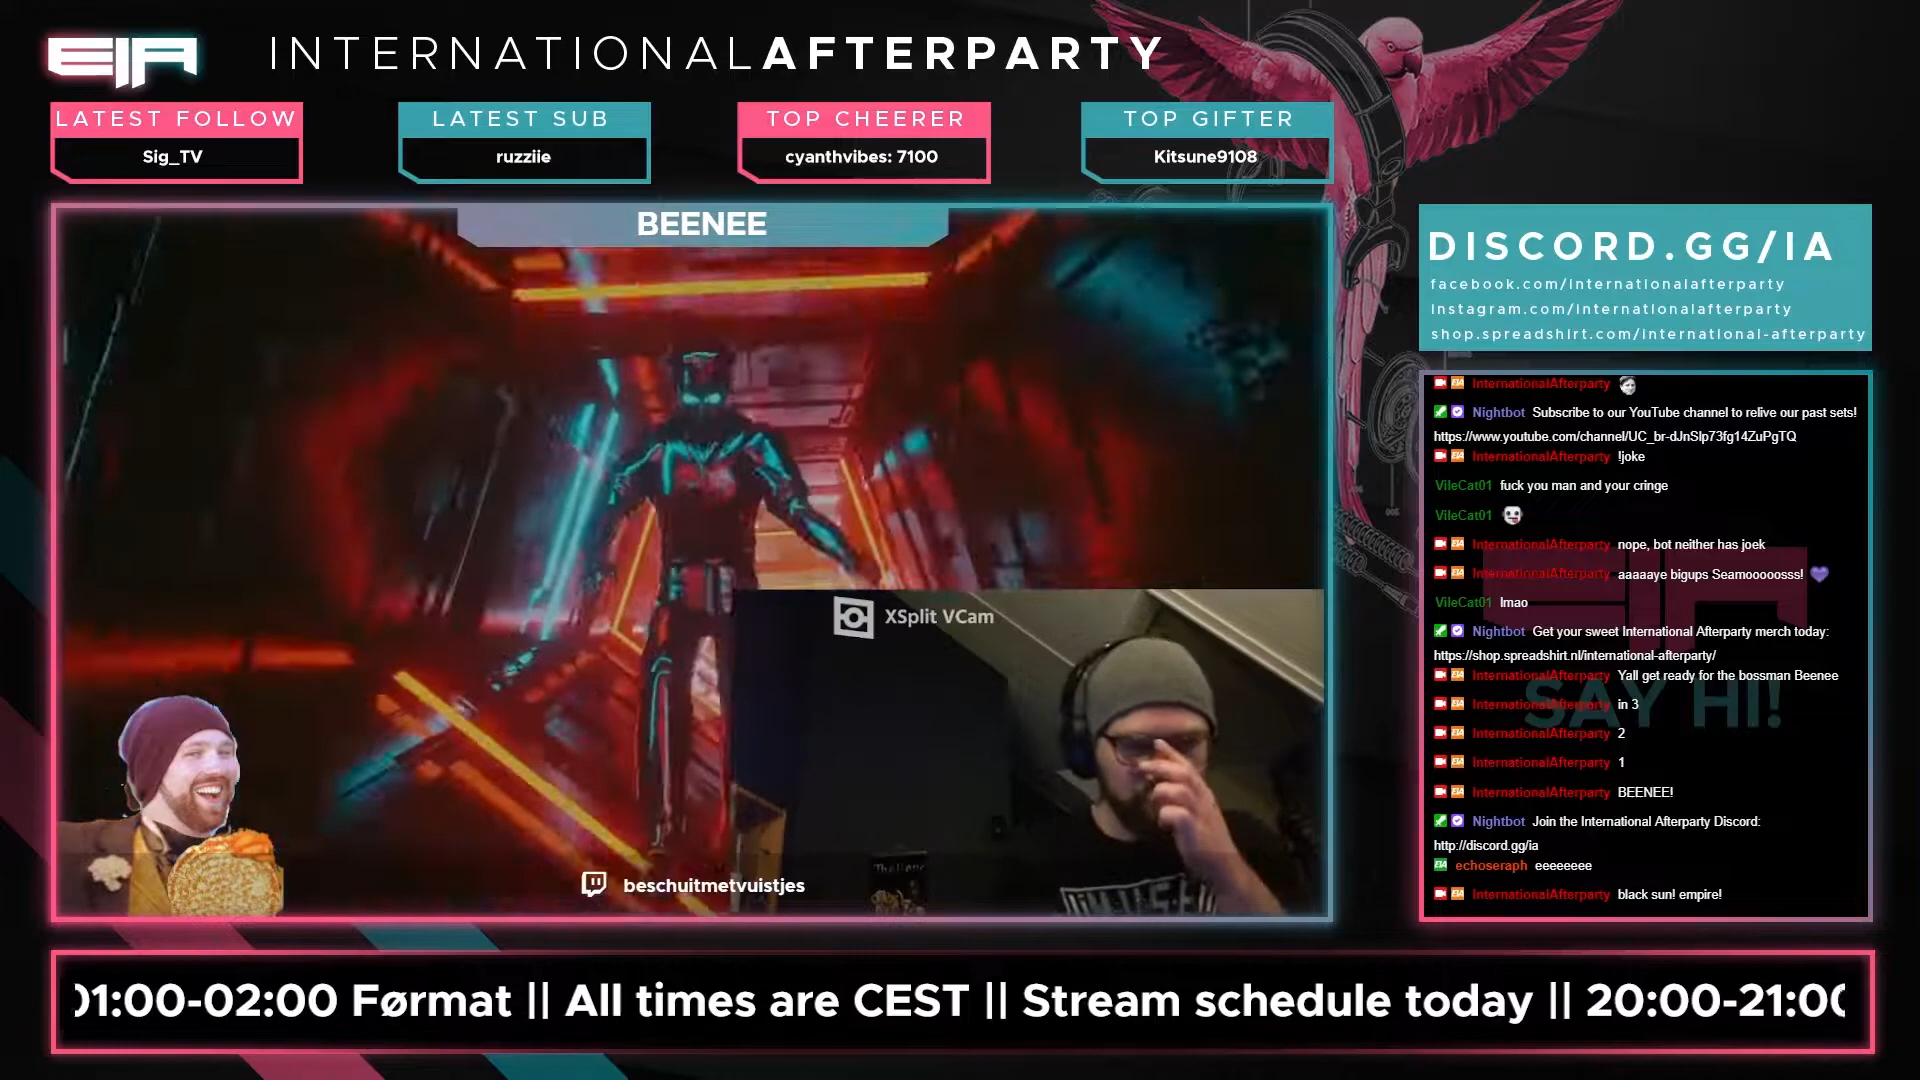 EIA
INTERNATIONALAFTERPARTY
LATEST FOLLOW
Sig_TV
LATEST SUB
ruzziie
TOP CHEERER
cyanthvibes: 7100
TOP GIFTER
Kitsune9108
BEENEE
XSplit VCam
beschuitmetvuistjes
DISCORD.GG/IA
facebook.com/internationalafterparty
instagram.com/internationalafterparty
shop.spreadshirt.com/international-afterparty
InternationalAfterparty
Nightbot Subscribe to our YouTube channel to relive our past sets!
https://www.youtube.com/channel/UC_br-dJnSlp73fg14ZuPgTQ
InternationalAfterparty !joke
VileCat01 fuck you man and your cringe
VileCat01
InternationalAfterparty nope, bot neither has joek
InternationalAfterparty aaaaaye bigups Seamooooosss! 💜
VileCat01 lmao
Nightbot Get your sweet International Afterparty merch today:
https://shop.spreadshirt.nl/international-afterparty/
InternationalAfterparty Yall get ready for the bossman Beenee
InternationalAfterparty in 3
SAY HI!
InternationalAfterparty 2
InternationalAfterparty 1
InternationalAfterparty BEENEE!
Nightbot Join the International Afterparty Discord:
http://discord.gg/ia
echoseraph eeeeeeee
InternationalAfterparty black sun! empire!
01:00-02:00 Førmat || All times are CEST || Stream schedule today || 20:00-21:00